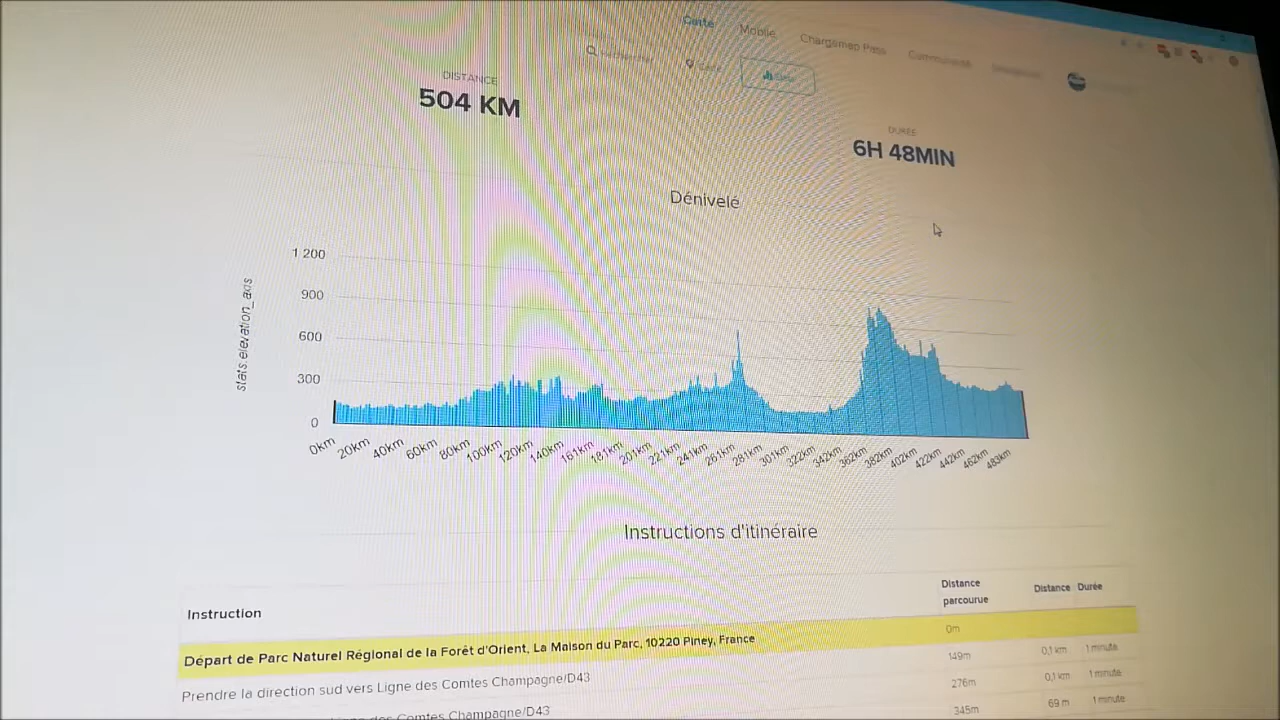 Carte Mobile Chargemap Pass Communauté
Rechercher Carte Stats
DISTANCE
504 KM
DURÉE
6H 48MIN
Dénivelé
stats.elevation_axis
1 200
900
600
300
0
0km 20km 40km 60km 80km 100km 120km 140km 161km 181km 201km 221km 241km 261km 281km 301km 322km 342km 362km 382km 402km 422km 442km 462km 483km
Instructions d'itinéraire
Instruction Distance parcourue Distance Durée
Départ de Parc Naturel Régional de la Forêt d'Orient, La Maison du Parc, 10220 Piney, France 0m
Prendre la direction sud vers Ligne des Comtes Champagne/D43 149m 0,1 km 1 minute
276m 0,1 km 1 minute
des Comtes Champagne/D43 345m 69 m 1 minute